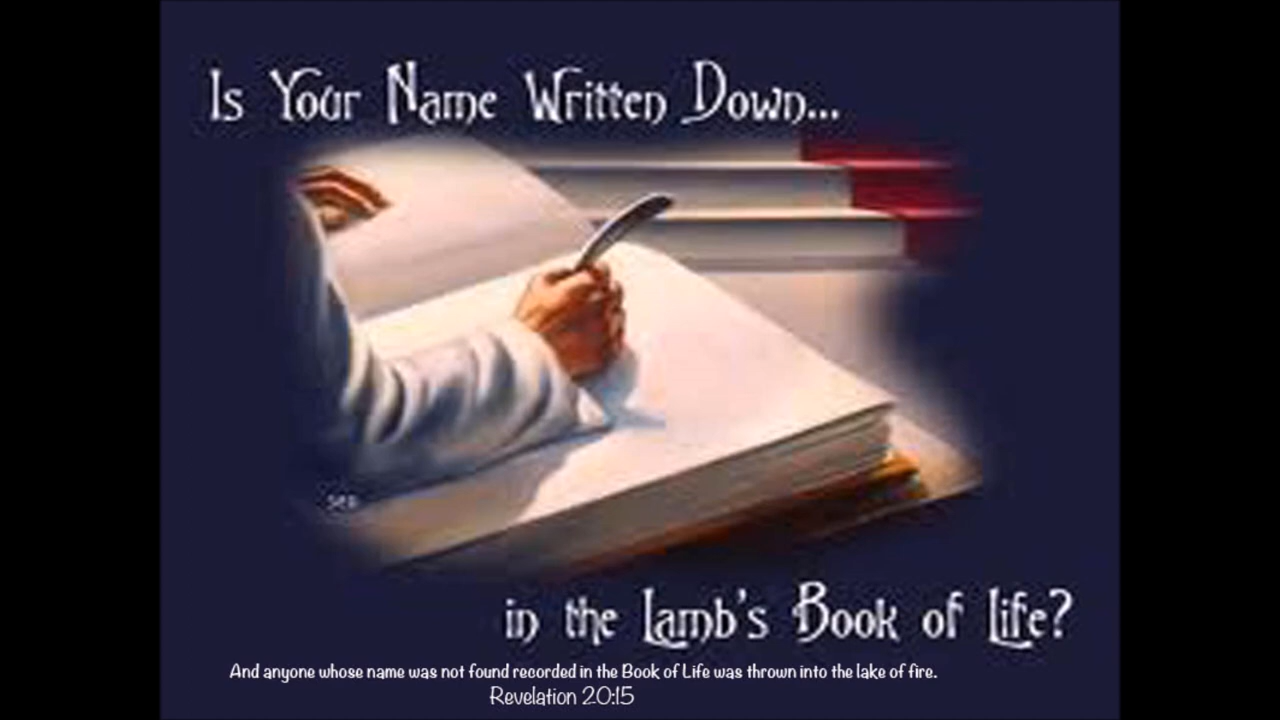 Is Your Name Written Down...
in the Lamb's Book of Life?
And anyone whose name was not found recorded in the Book of Life was thrown into the lake of fire.
Revelation 20:15